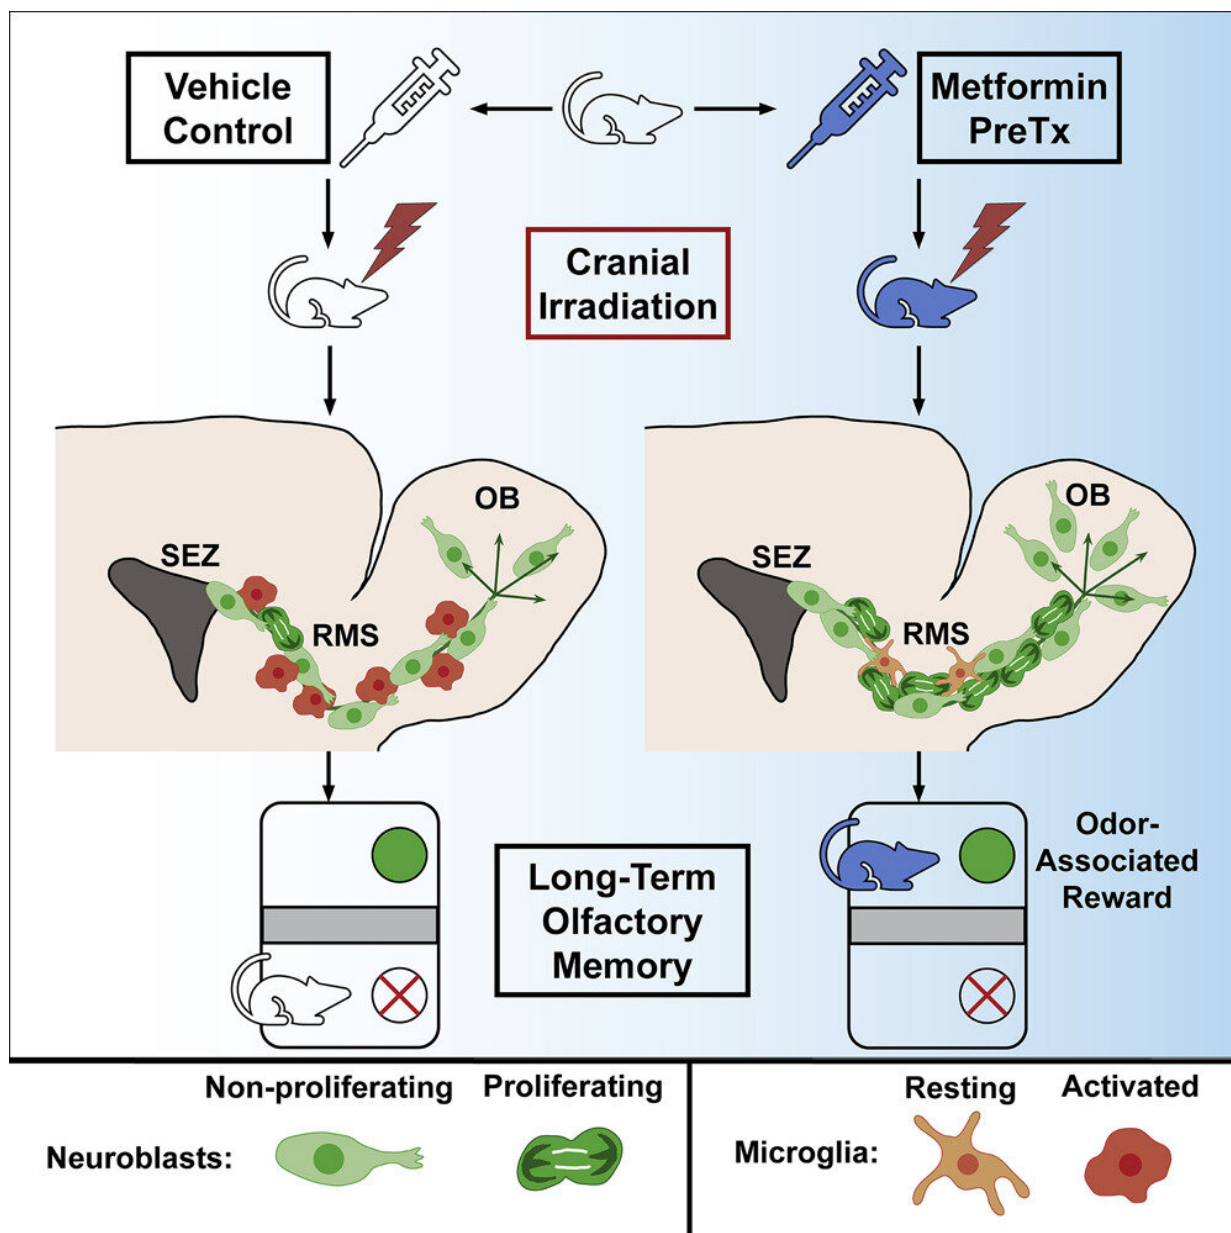 Vehicle
Control
Metformin
PreTx
Cranial
Irradiation
OB
SEZ
RMS
OB
SEZ
RMS
Long-Term
Olfactory
Memory
Odor-
Associated
Reward
Non-proliferating
Proliferating
Neuroblasts:
Resting
Activated
Microglia: